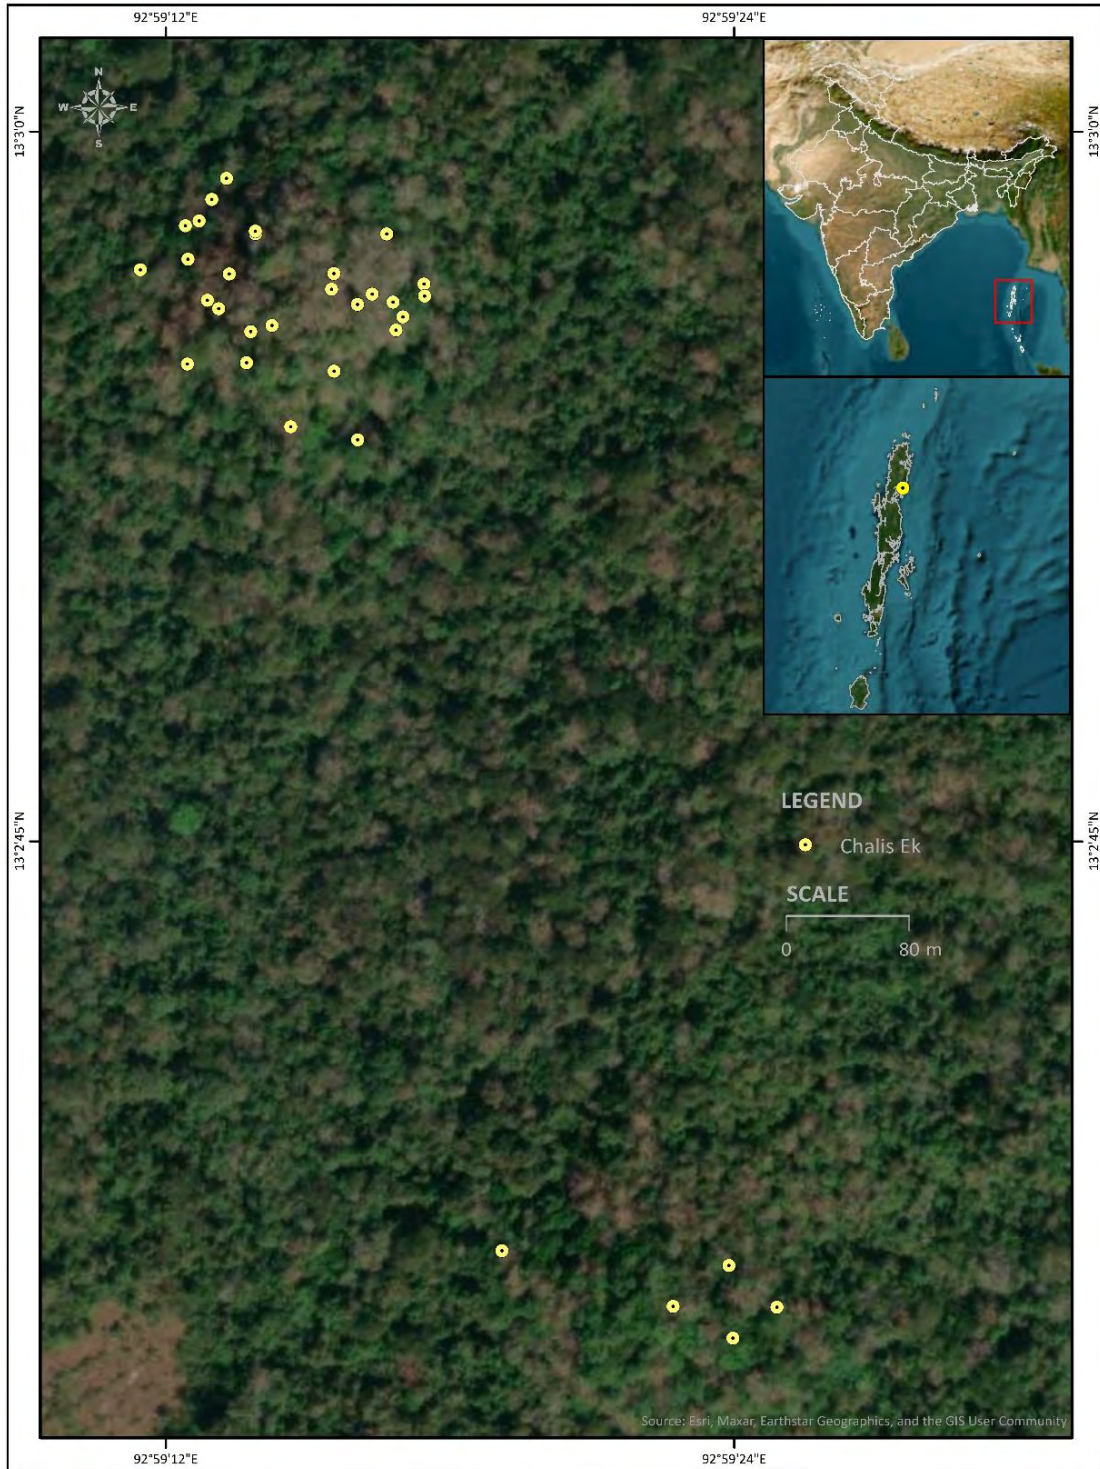 92°59'12"E
92°59'24"E
N
W
E
S
13°3'0"N
13°3'0"N
13°2'45"N
13°2'45"N
LEGEND
Chalis Ek
SCALE
0
80 m
Source: Esri, Maxar, Earthstar Geographics, and the GIS User Community
92°59'12"E
92°59'24"E